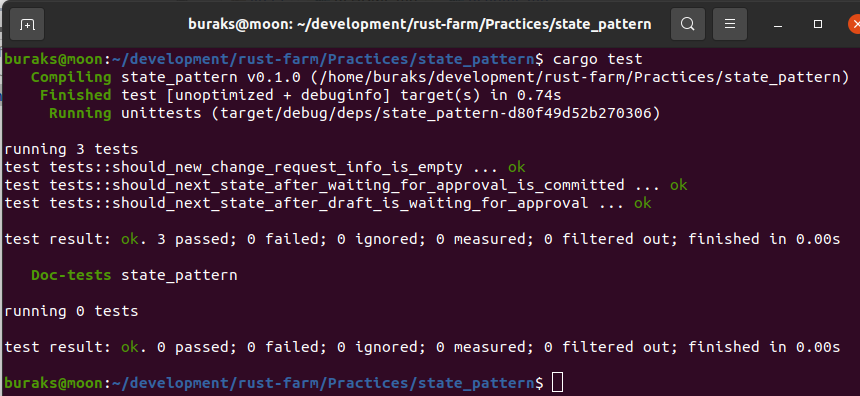 buraks@moon: ~/development/rust-farm/Practices/state_pattern
buraks@moon:~/development/rust-farm/Practices/state_pattern$ cargo test
   Compiling state_pattern v0.1.0 (/home/buraks/development/rust-farm/Practices/state_pattern)
    Finished test [unoptimized + debuginfo] target(s) in 0.74s
     Running unittests (target/debug/deps/state_pattern-d80f49d52b270306)
running 3 tests
test tests::should_new_change_request_info_is_empty ... ok
test tests::should_next_state_after_waiting_for_approval_is_committed ... ok
test tests::should_next_state_after_draft_is_waiting_for_approval ... ok
test result: ok. 3 passed; 0 failed; 0 ignored; 0 measured; 0 filtered out; finished in 0.00s
   Doc-tests state_pattern
running 0 tests
test result: ok. 0 passed; 0 failed; 0 ignored; 0 measured; 0 filtered out; finished in 0.00s
buraks@moon:~/development/rust-farm/Practices/state_pattern$